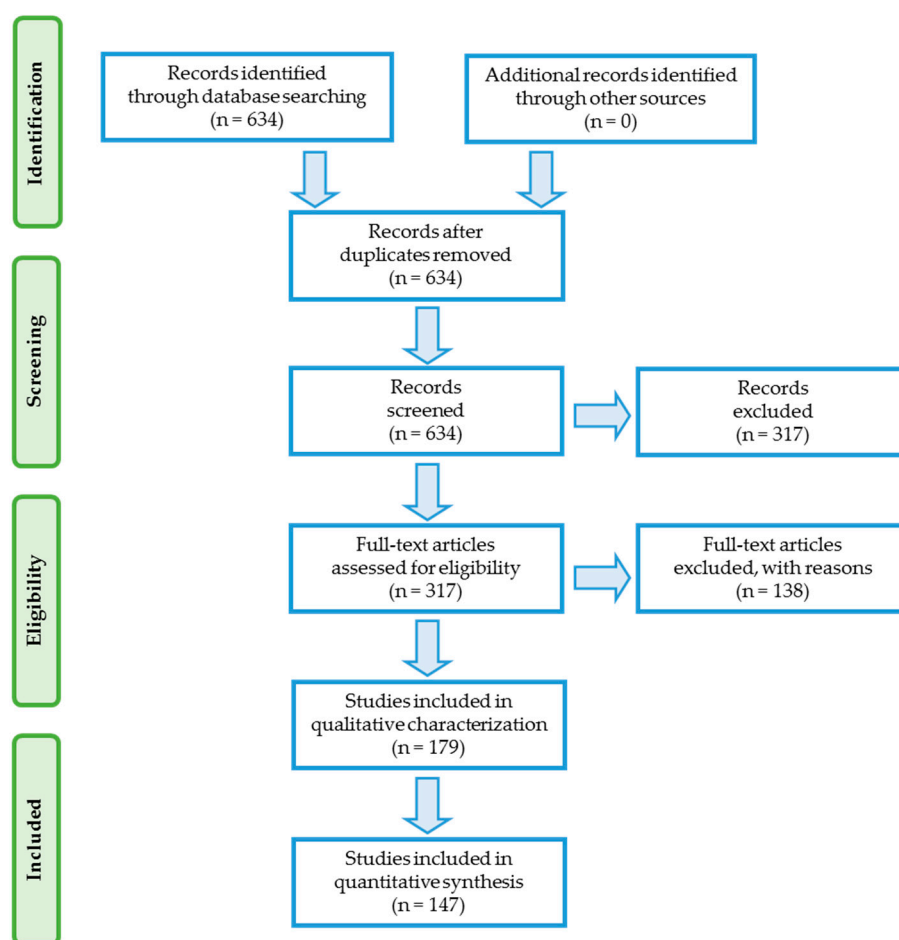 Identification
Records identified
through database searching
(n = 634)
Additional records identified
through other sources
(n = 0)
Records after
duplicates removed
(n = 634)
Screening
Records
screened
(n = 634)
Records
excluded
(n = 317)
Eligibility
Full-text articles
assessed for eligibility
(n = 317)
Full-text articles
excluded, with reasons
(n = 138)
Studies included in
qualitative characterization
(n = 179)
Included
Studies included in
quantitative synthesis
(n = 147)